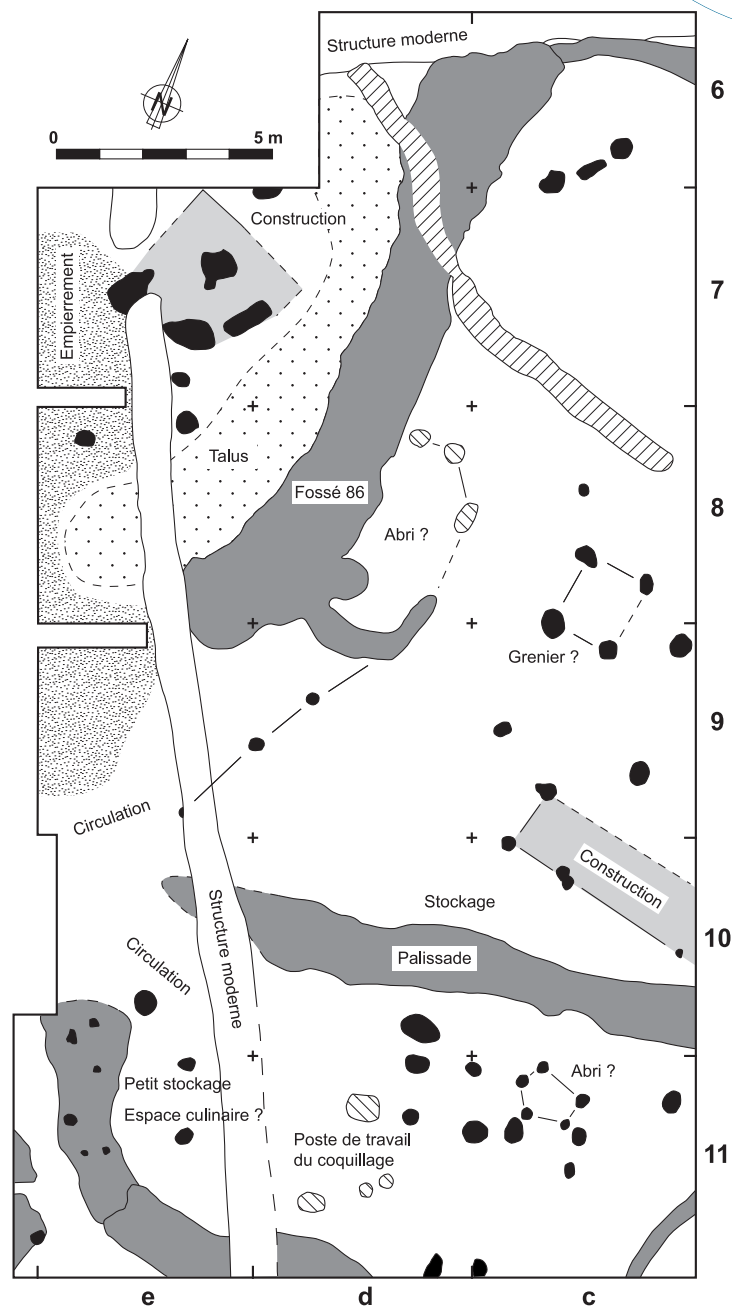 Structure moderne
6
N
0 5 m
Construction
Empierrement
7
Talus
Fossé 86
8
Abri ?
Grenier ?
9
Circulation
Construction
Stockage
Structure moderne
Palissade
10
Circulation
Abri ?
Petit stockage
Espace culinaire ?
Poste de travail
du coquillage
11
e d c